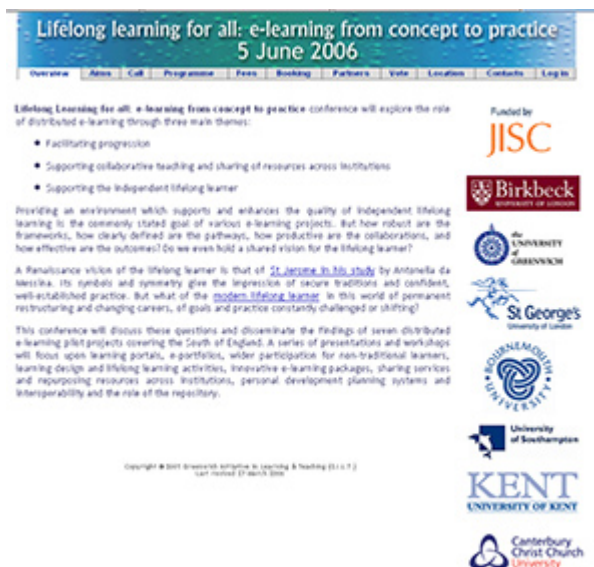 Lifelong learning for all: e-learning from concept to practice
5 June 2006
Overview Aims Call Programme Fees Booking Partners Vote Location Contacts Log in
Lifelong Learning for all: e-learning from concept to practice conference will explore the role
of distributed e-learning through three main themes:
Facilitating progression
Supporting collaborative teaching and sharing of resources across institutions
Supporting the independent lifelong learner
Providing an environment which supports and enhances the quality of independent lifelong
learning is the commonly stated goal of various e-learning projects. But how robust are the
frameworks, how clearly defined are the pathways, how productive are the collaborations, and
how effective are the outcomes? Do we even hold a shared vision for the lifelong learner?
A Renaissance vision of the lifelong learner is that of St Jerome in his study by Antonella da
Messina. Its symbols and symmetry give the impression of secure traditions and confident,
well-established practice. But what of the modern lifelong learner in this world of permanent
restructuring and changing careers, of goals and practice constantly challenged or shifting?
This conference will discuss these questions and disseminate the findings of seven distributed
e-learning pilot projects covering the South of England. A series of presentations and workshops
will focus upon learning portals, e-portfolios, wider participation for non-traditional learners,
learning design and lifelong learning activities, innovative e-learning packages, sharing services
and repurposing resources across institutions, personal development planning systems and
interoperability and the role of the repository.
Copyright © 2005 Greenwich Initiative in Learning & Teaching (G.I.L.T.)
Last revised 27 March 2006
Funded by
JISC
Birkbeck
UNIVERSITY OF LONDON
the
UNIVERSITY
of
GREENWICH
St George's
University of London
BOURNEMOUTH
UNIVERSITY
University
of Southampton
KENT
UNIVERSITY OF KENT
Canterbury
Christ Church
University